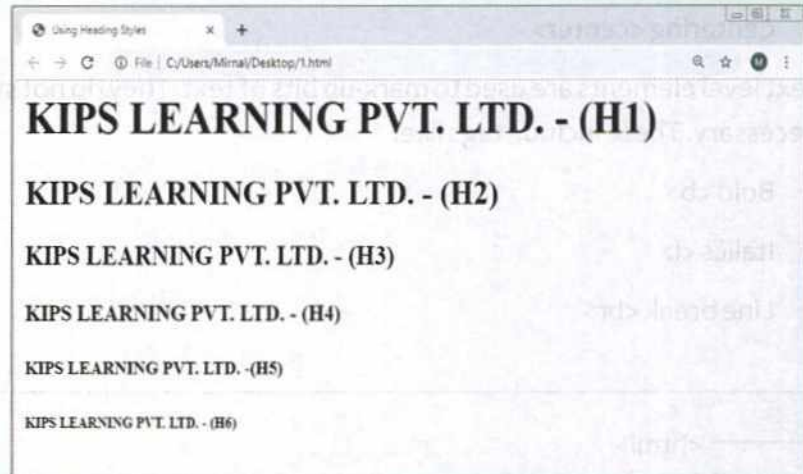 Using Heading Styles
File | C:/Users/Mirnal/Desktop/1.html
KIPS LEARNING PVT. LTD. - (H1)
KIPS LEARNING PVT. LTD. - (H2)
KIPS LEARNING PVT. LTD. - (H3)
KIPS LEARNING PVT. LTD. - (H4)
KIPS LEARNING PVT. LTD. -(H5)
KIPS LEARNING PVT. LTD. - (H6)